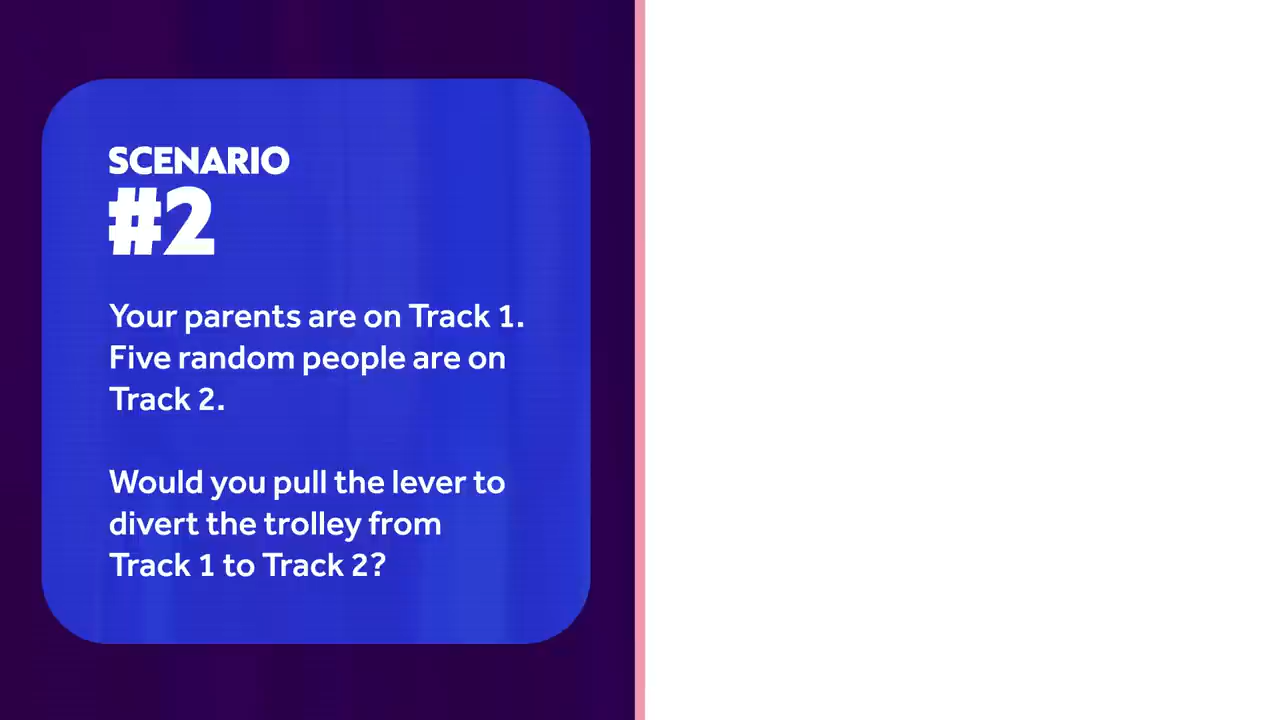 SCENARIO
#2
Your parents are on Track 1.
Five random people are on
Track 2.
Would you pull the lever to
divert the trolley from
Track 1 to Track 2?